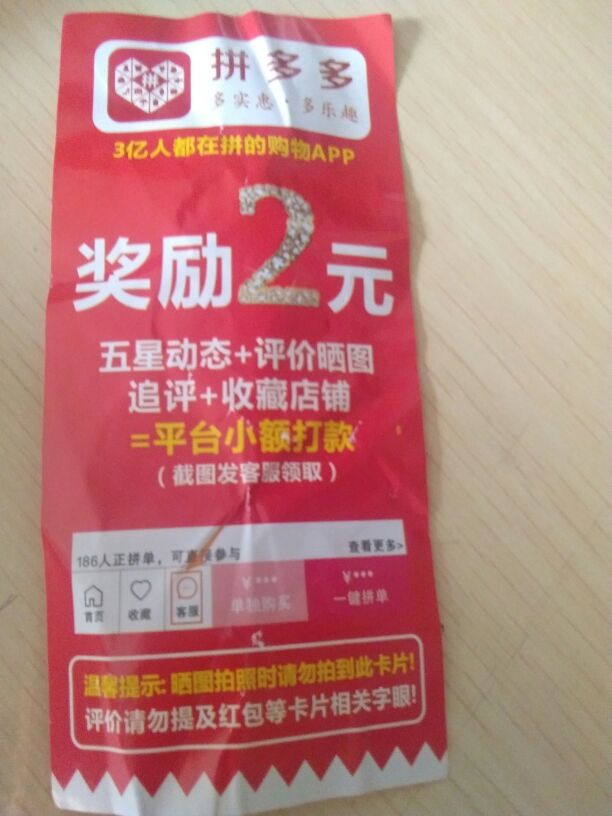 拼
拼多多
多实惠·多乐趣
3亿人都在拼的购物APP
奖励2元
五星动态+评价晒图
追评+收藏店铺
=平台小额打款
(截图发客服领取)
186人正拼单,可直接参与 查看更多>
¥*** ¥***
首页 收藏 客服 单独购买 一键拼单
温馨提示:晒图拍照时请勿拍到此卡片!
评价请勿提及红包等卡片相关字眼!